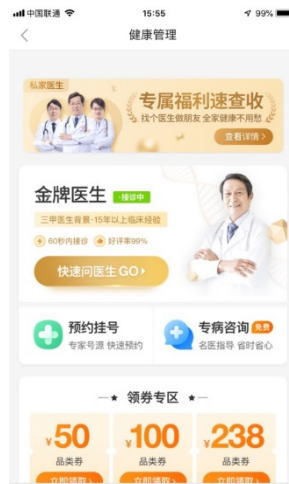 中国联通 15:55 99%
健康管理
私家医生
专属福利速查收
找个医生做朋友 全家健康不用愁
查看详情 >
金牌医生 ·接诊中
三甲医生背景·15年以上临床经验
60秒内接诊 好评率99%
快速问医生 GO
预约挂号
专家号源 快速预约
专病咨询 免费
名医指导 省时省心
领券专区
¥50 ¥100 ¥238
品类券 品类券 品类券
立即领取 > 立即领取 > 立即领取 >